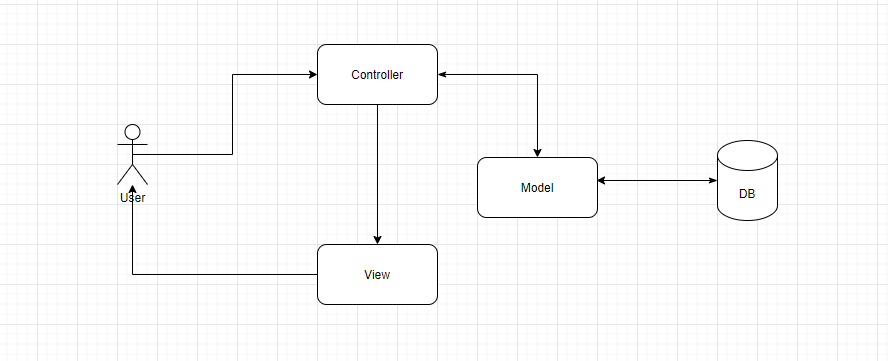 Controller
User
Model
DB
View